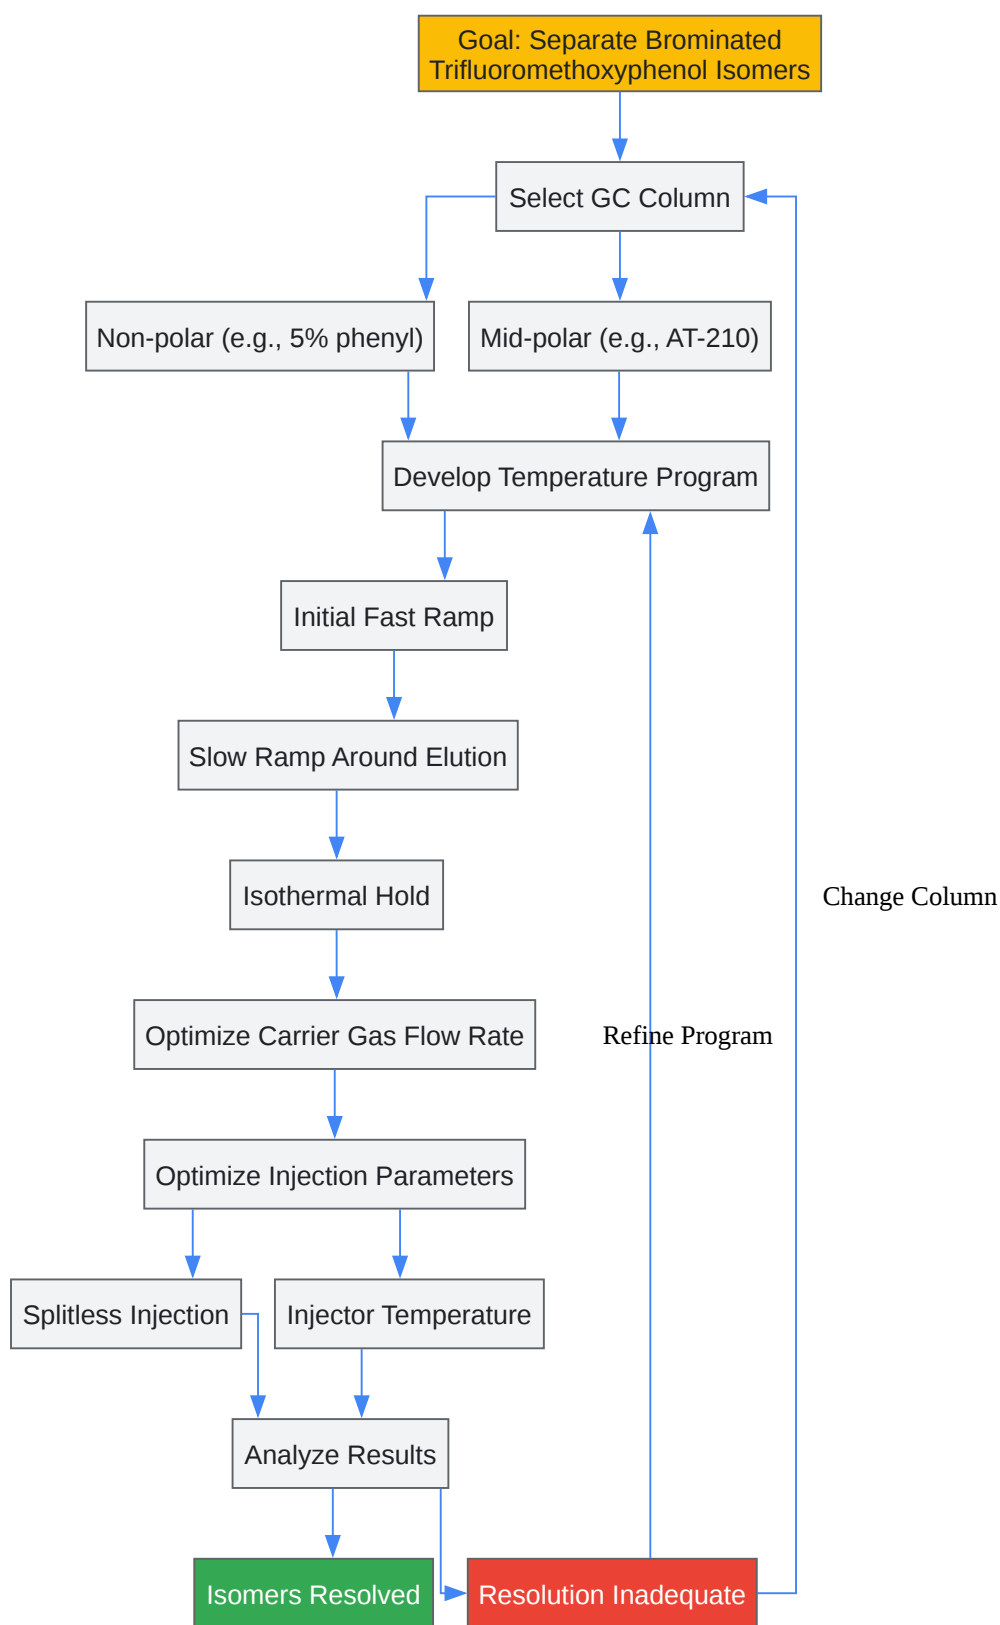 Goal: Separate Brominated
Trifluoromethoxyphenol Isomers
Select GC Column
Non-polar (e.g., 5% phenyl)
Mid-polar (e.g., AT-210)
Develop Temperature Program
Initial Fast Ramp
Slow Ramp Around Elution
Isothermal Hold
Change Column
Optimize Carrier Gas Flow Rate
Refine Program
Optimize Injection Parameters
Splitless Injection
Injector Temperature
Analyze Results
Isomers Resolved
Resolution Inadequate